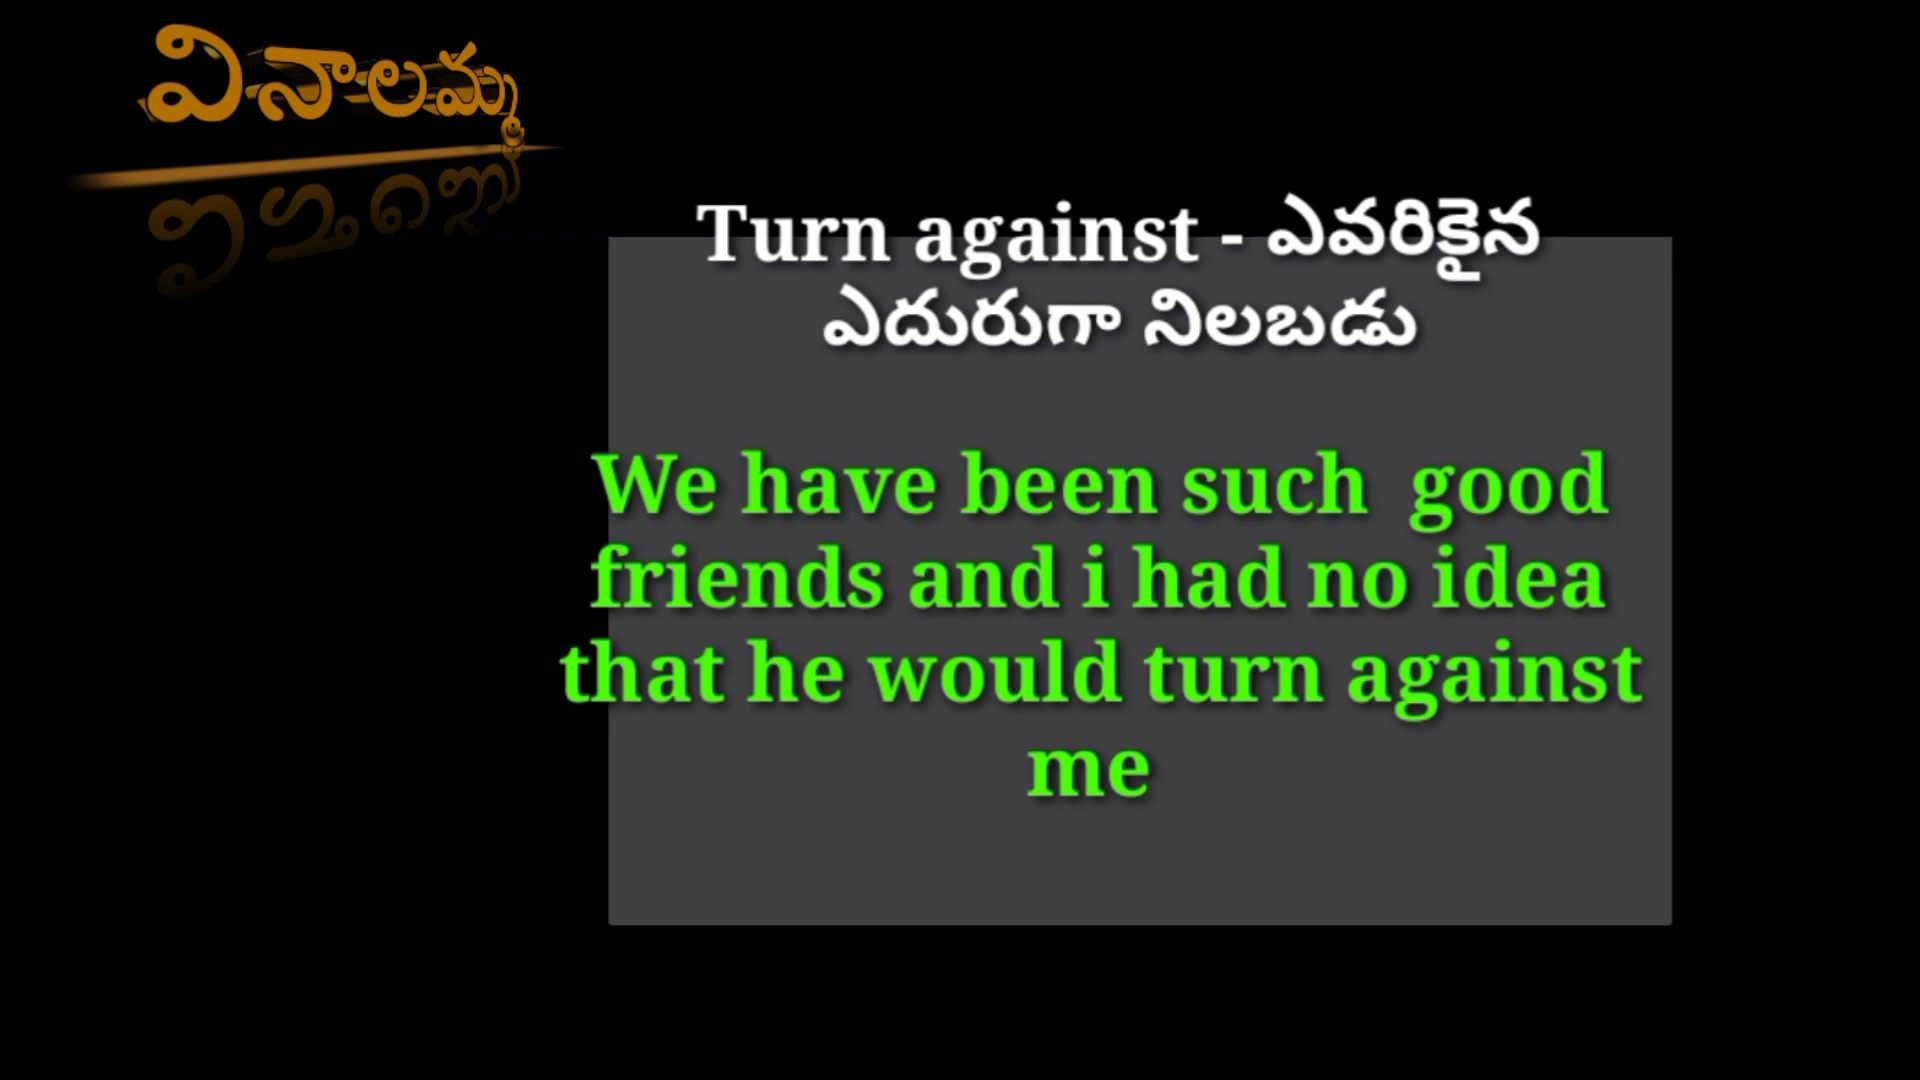 వినాలమ్మ
Turn against - ఎవరికైన
ఎదురుగా నిలబడు
We have been such  good
friends and i had no idea
that he would turn against
me